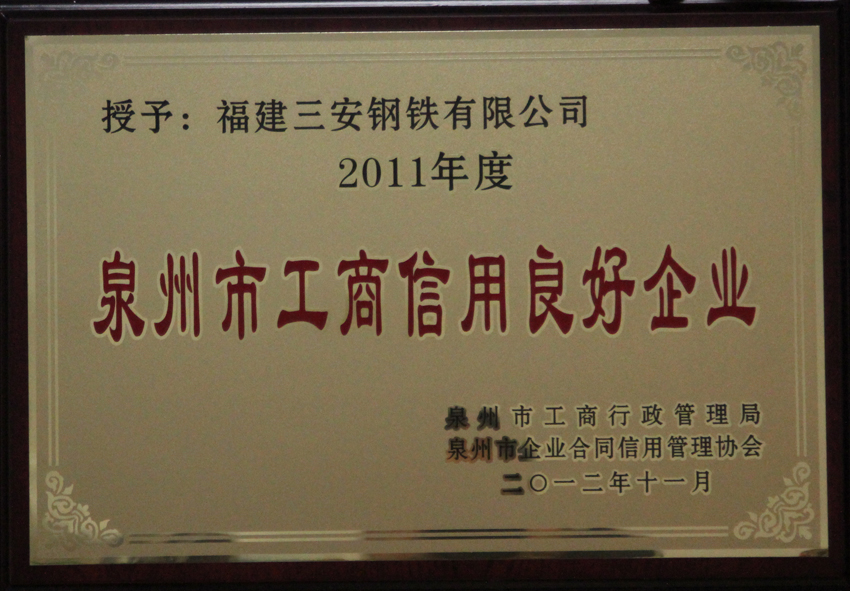 授予：福建三安钢铁有限公司
2011年度
泉州市工商信用良好企业
泉州市工商行政管理局
泉州市企业合同信用管理协会
二〇一二年十一月